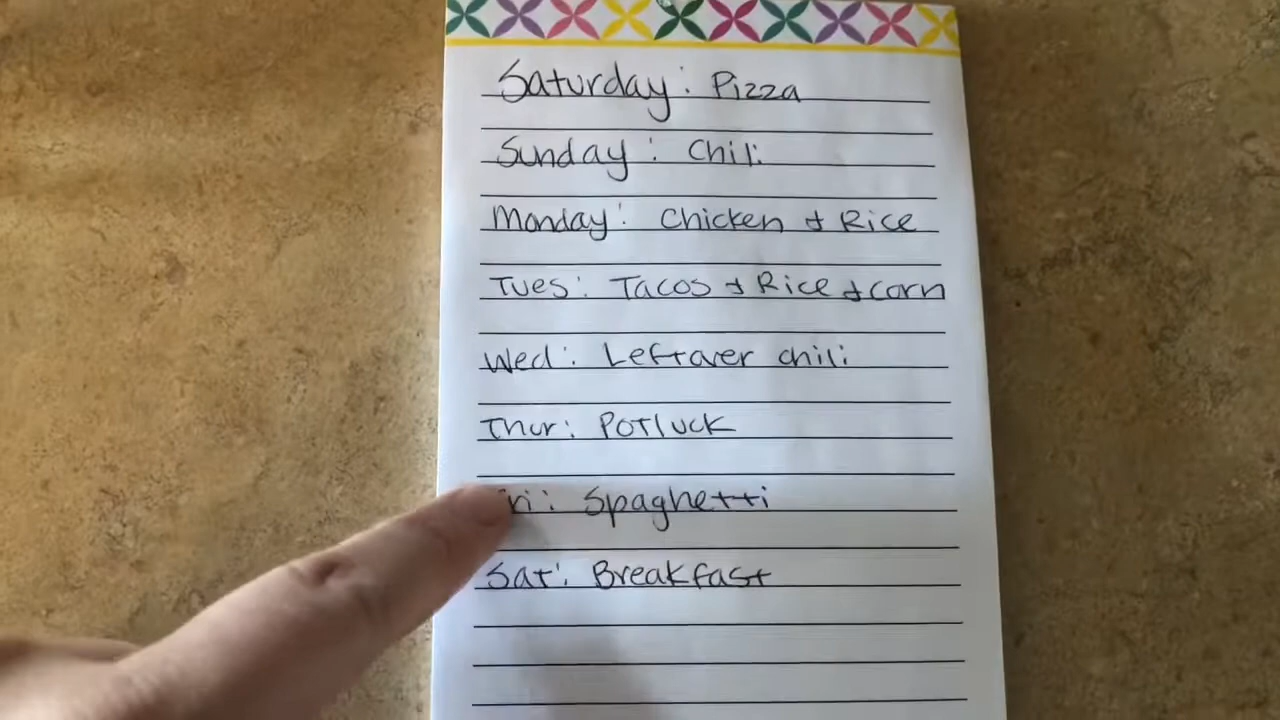 Saturday: Pizza
Sunday: Chili
Monday: Chicken & Rice
Tues: Tacos & Rice & corn
Wed: Leftover chili
Thur: Potluck
Fri: Spaghetti
Sat: Breakfast